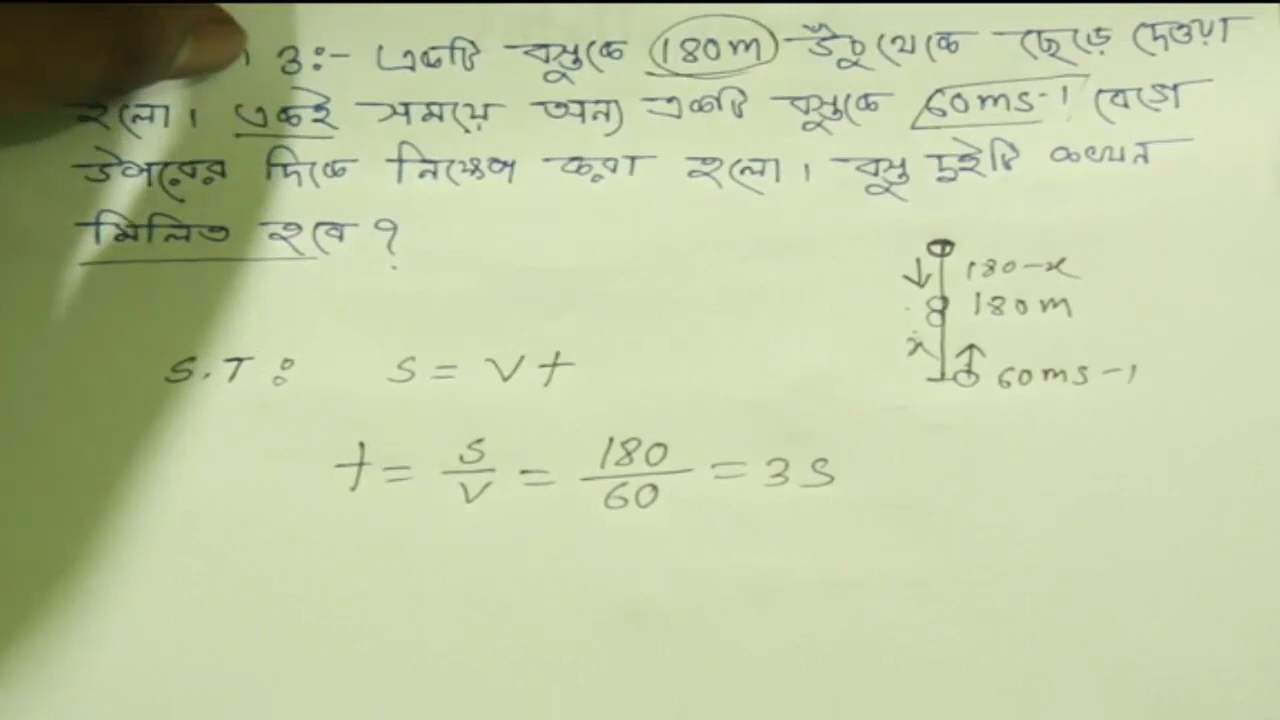 ৩:- একটি বস্তুকে 180m উঁচু থেকে ছেড়ে দেওয়া
হলো। একই সময়ে অন্য একটি বস্তুকে 60ms-1 বেগে
উপরের দিকে নিক্ষেপ করা হলো। বস্তু দুইটি কখন
মিলিত হবে?
180-x
180m
x
60ms-1
S.T: s = vt
t = s/v = 180/60 = 3s